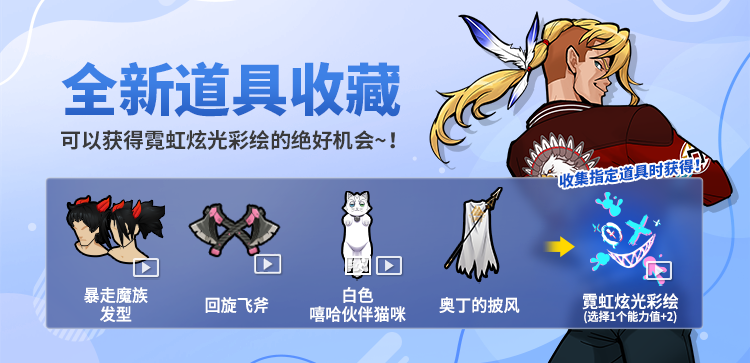 全新道具收藏
可以获得霓虹炫光彩绘的绝好机会~!
收集指定道具时获得!
暴走魔族
发型
回旋飞斧
白色
嘻哈伙伴猫咪
奥丁的披风
霓虹炫光彩绘
(选择1个能力值+2)